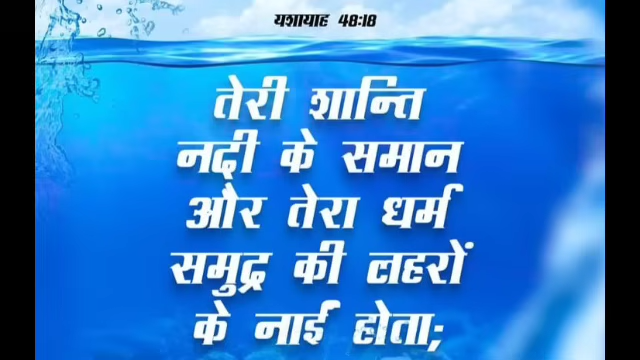 यशायाह 48:18
तेरी शान्ति
नदी के समान
और तेरा धर्म
समुद्र की लहरों
के नाईं होता;